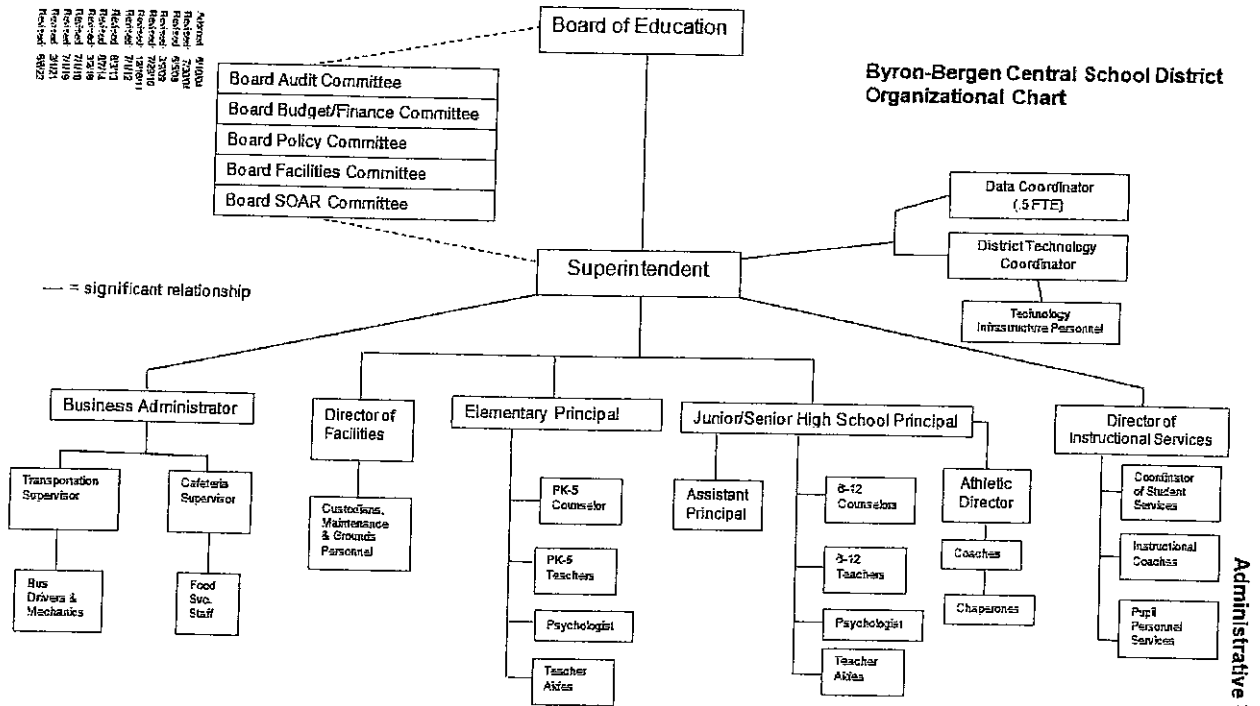 Board of Education
Byron-Bergen Central School District
Organizational Chart
Board Audit Committee
Board Budget/Finance Committee
Board Policy Committee
Board Facilities Committee
Board SOAR Committee
Data Coordinator
(.5 FTE)
District Technology
Coordinator
Technology
Infrastructure Personnel
Superintendent
— = significant relationship
Business Administrator
Transportation
Supervisor
Cafeteria
Supervisor
Bus
Drivers &
Mechanics
Food
Svc.
Staff
Director of
Facilities
Custodians,
Maintenance
& Grounds
Personnel
Elementary Principal
PK-5
Counselor
PK-5
Teachers
Psychologist
Teacher
Aides
Junior/Senior High School Principal
Assistant
Principal
6-12
Counselors
6-12
Teachers
Psychologist
Teacher
Aides
Athletic
Director
Coaches
Chaperones
Director of
Instructional Services
Coordinator
of Student
Services
Instructional
Coaches
Pupil
Personnel
Services
Administrative